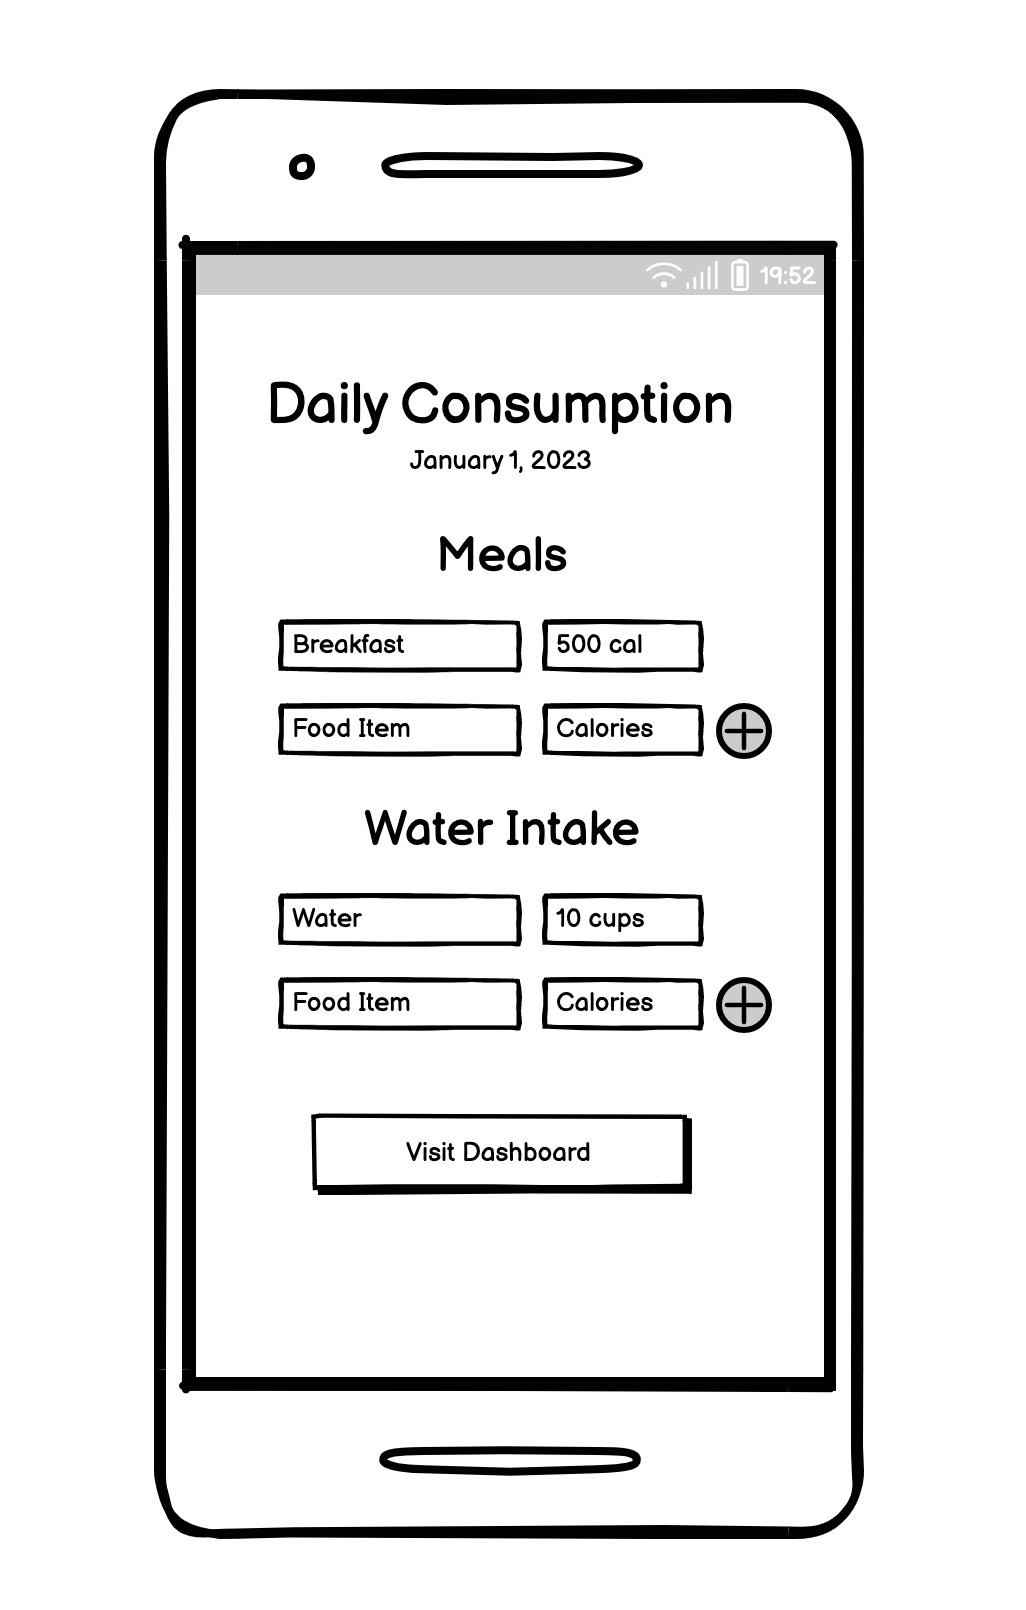 19:52
Daily Consumption
January 1, 2023
Meals
Breakfast 500 cal
Food Item Calories
Water Intake
Water 10 cups
Food Item Calories
Visit Dashboard